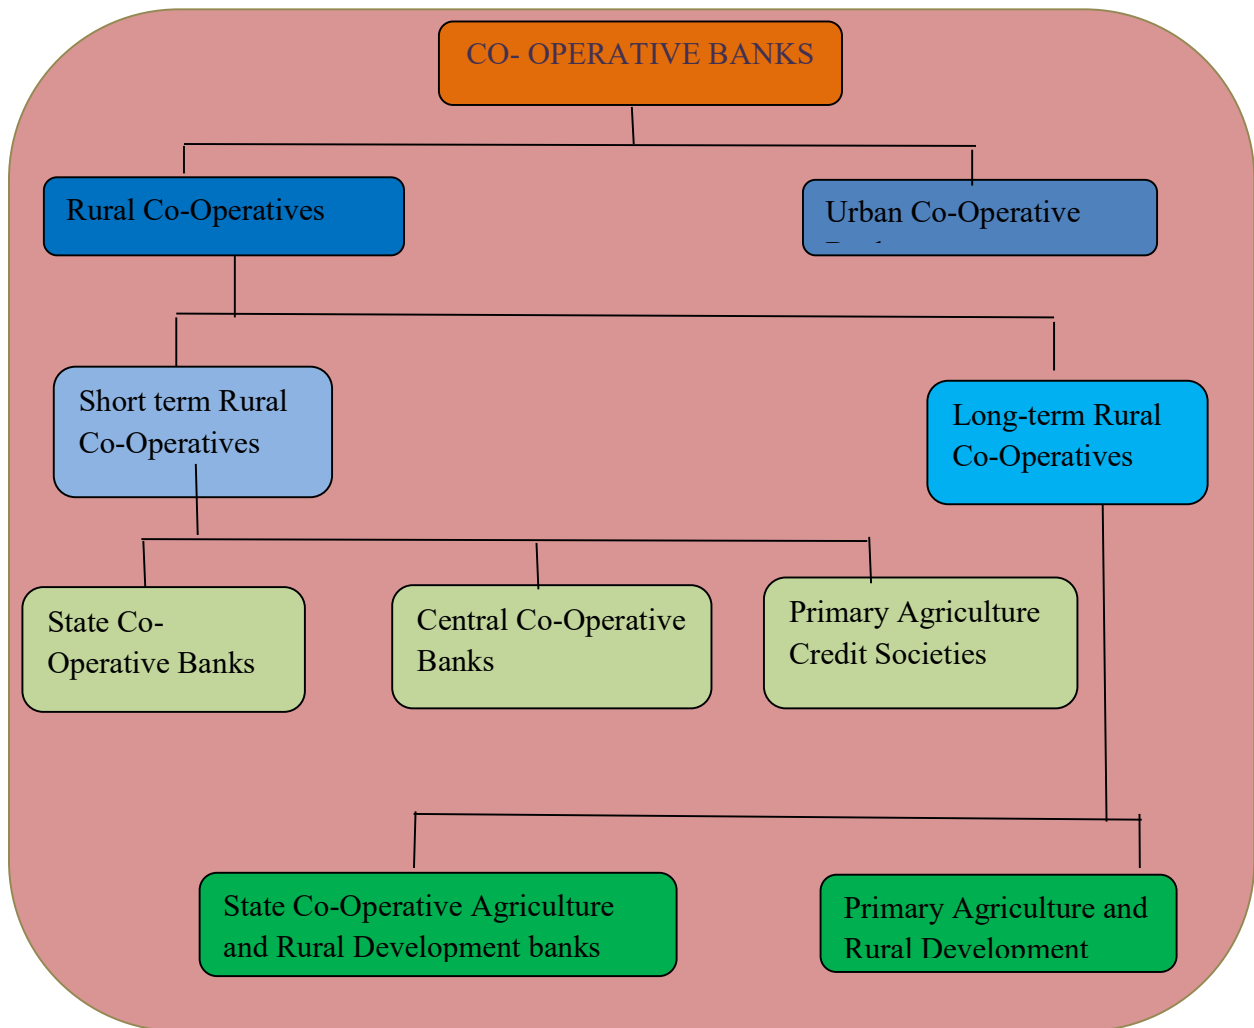 CO- OPERATIVE BANKS
Rural Co-Operatives
Urban Co-Operative
Short term Rural
Co-Operatives
Long-term Rural
Co-Operatives
State Co-
Operative Banks
Central Co-Operative
Banks
Primary Agriculture
Credit Societies
State Co-Operative Agriculture
and Rural Development banks
Primary Agriculture and
Rural Development